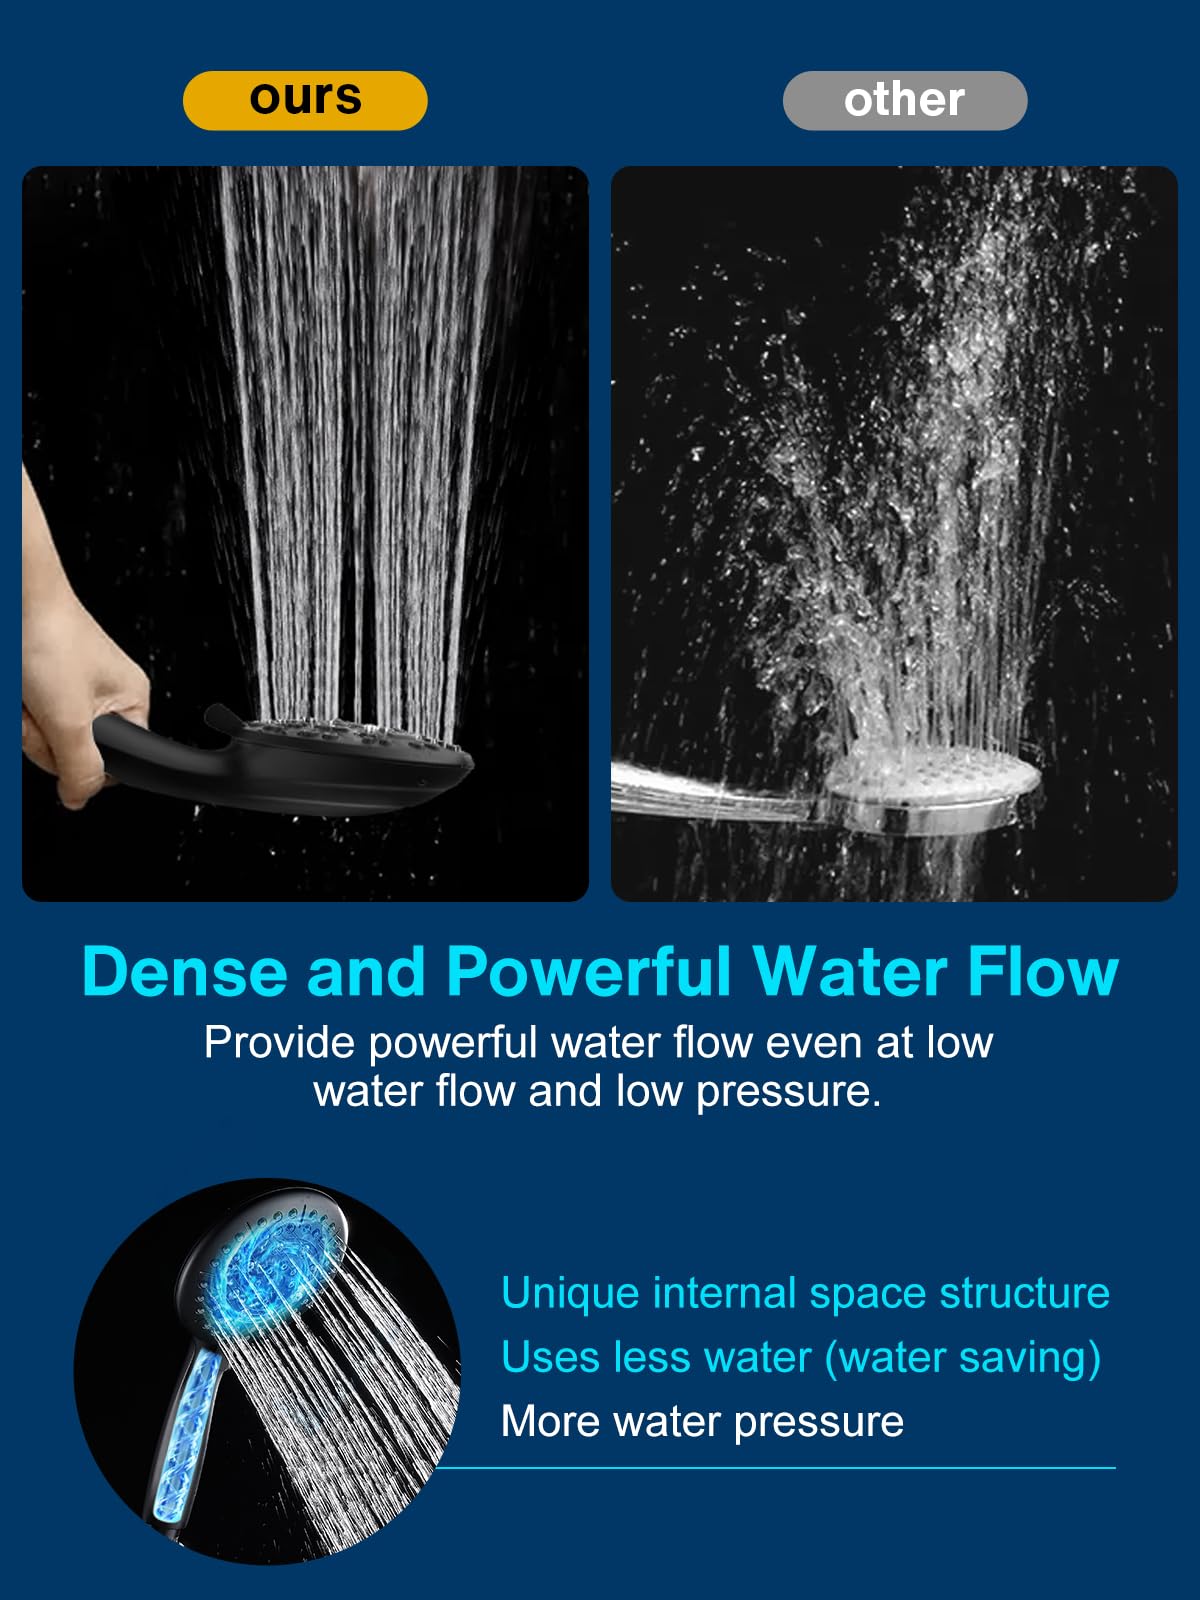 ours
other
Dense and Powerful Water Flow
Provide powerful water flow even at low
water flow and low pressure.
Unique internal space structure
Uses less water (water saving)
More water pressure